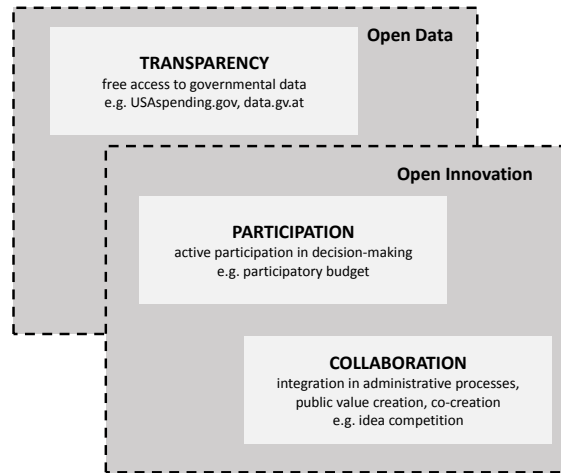 Open Data
TRANSPARENCY
free access to governmental data
e.g. USAspending.gov, data.gv.at
Open Innovation
PARTICIPATION
active participation in decision-making
e.g. participatory budget
COLLABORATION
integration in administrative processes,
public value creation, co-creation
e.g. idea competition